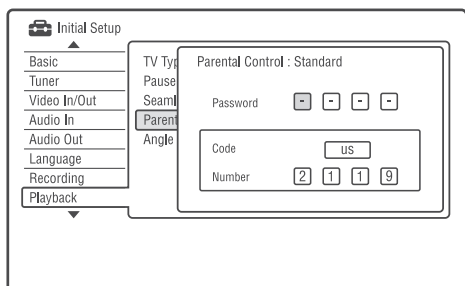 Initial Setup
Basic
Tuner
Video In/Out
Audio In
Audio Out
Language
Recording
Playback
TV Typ
Pause
Seaml
Parent
Angle
Parental Control : Standard
Password - - - -
Code us
Number 2 1 1 9